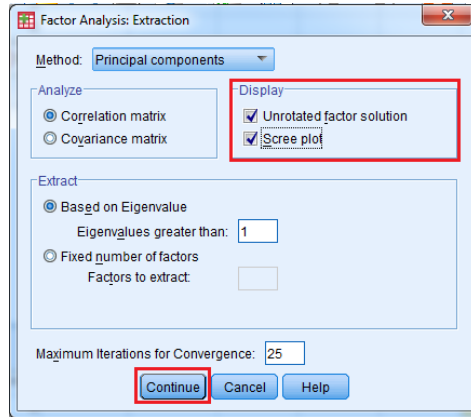 Factor Analysis: Extraction
Method: Principal components
Analyze
Correlation matrix
Covariance matrix
Display
Unrotated factor solution
Scree plot
Extract
Based on Eigenvalue
Eigenvalues greater than: 1
Fixed number of factors
Factors to extract:
Maximum Iterations for Convergence: 25
Continue Cancel Help